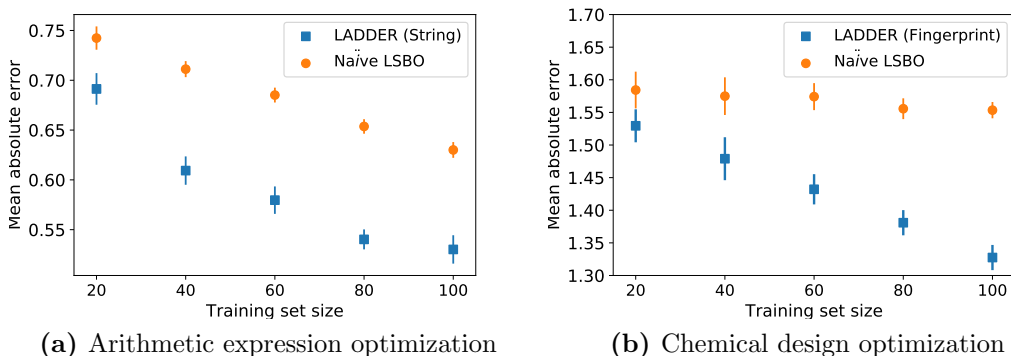 0.75
0.70
0.65
0.60
0.55
20
40
60
80
100
Mean absolute error
Training set size
LADDER (String)
Naïve LSBO
(a) Arithmetic expression optimization
1.70
1.65
1.60
1.55
1.50
1.45
1.40
1.35
1.30
20
40
60
80
100
Mean absolute error
Training set size
LADDER (Fingerprint)
Naïve LSBO
(b) Chemical design optimization